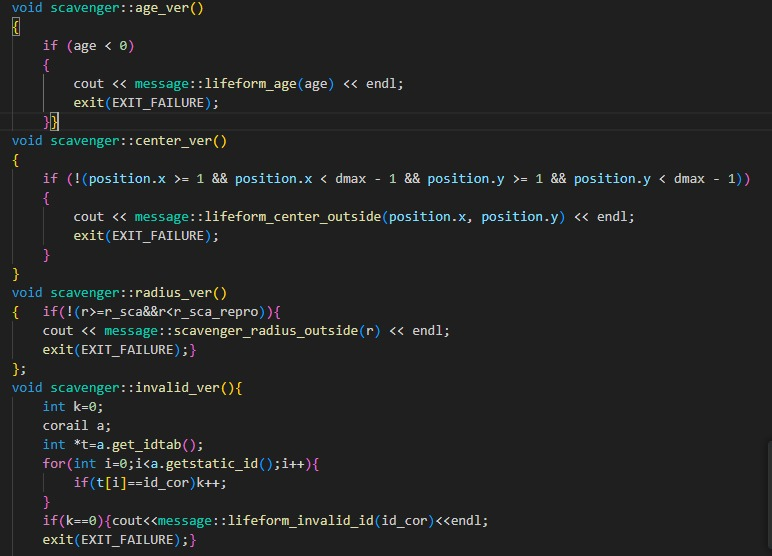 void scavenger::age_ver()
{
    if (age < 0)
    {
        cout << message::lifeform_age(age) << endl;
        exit(EXIT_FAILURE);
    }}
void scavenger::center_ver()
{
    if (!(position.x >= 1 && position.x < dmax - 1 && position.y >= 1 && position.y < dmax - 1))
    {
        cout << message::lifeform_center_outside(position.x, position.y) << endl;
        exit(EXIT_FAILURE);
    }
}
void scavenger::radius_ver()
{   if(!(r>=r_sca&&r<r_sca_repro)){
    cout << message::scavenger_radius_outside(r) << endl;
    exit(EXIT_FAILURE);}
};
void scavenger::invalid_ver(){
    int k=0;
    corail a;
    int *t=a.get_idtab();
    for(int i=0;i<a.getstatic_id();i++){
        if(t[i]==id_cor)k++;
    }
    if(k==0){cout<<message::lifeform_invalid_id(id_cor)<<endl;
    exit(EXIT_FAILURE);}